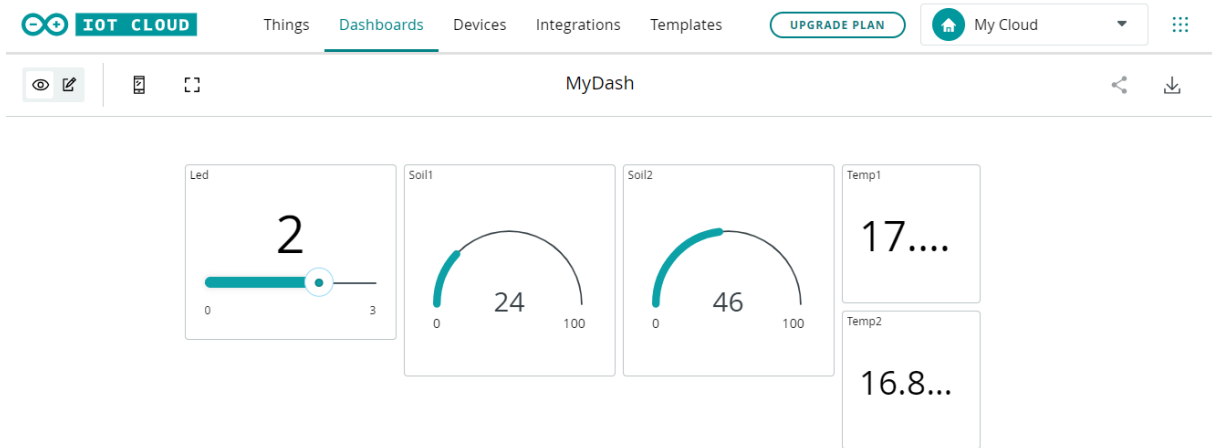 IOT CLOUD Things Dashboards Devices Integrations Templates UPGRADE PLAN My Cloud
MyDash
Led
2
0 3
Soil1
24
0 100
Soil2
46
0 100
Temp1
17....
Temp2
16.8...